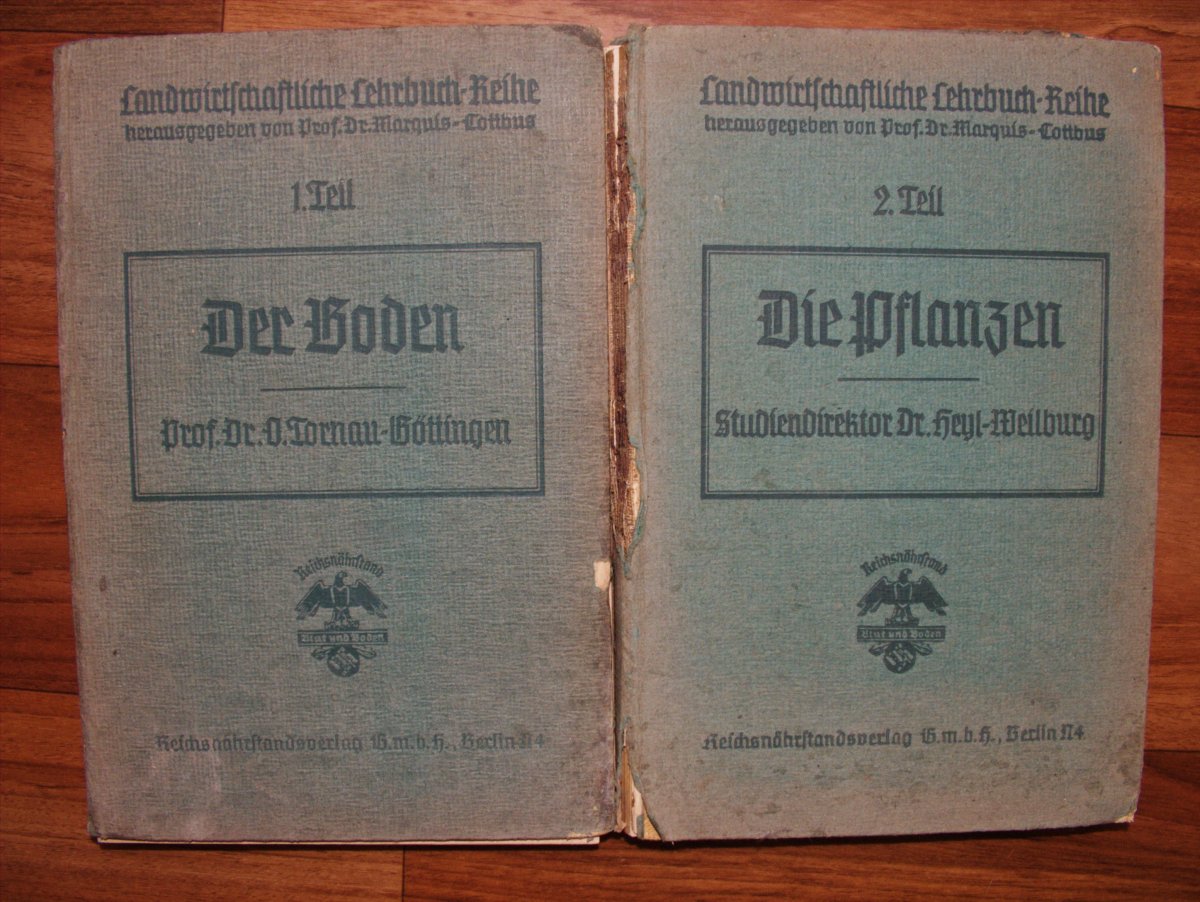 Landwirtschaftliche Lehrbuch-Reihe
herausgegeben von Prof. Dr. Marquis-Cottbus
1. Teil
Der Boden
Prof. Dr. O. Tornau-Göttingen
Reichsnährstand
Blut und Boden
Reichsnährstandsverlag G.m.b.H., Berlin N4
Landwirtschaftliche Lehrbuch-Reihe
herausgegeben von Prof. Dr. Marquis-Cottbus
2. Teil
Die Pflanzen
Studiendirektor Dr. Heyl-Weilburg
Reichsnährstand
Blut und Boden
Reichsnährstandsverlag G.m.b.H., Berlin N4